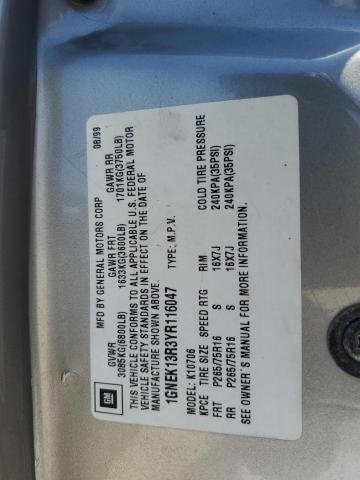 GM
MFD BY GENERAL MOTORS CORP 08/99
GVWR GAWR FRT GAWR RR
3085KG(6800LB) 1633KG(3600LB) 1701KG(3750LB)
THIS VEHICLE CONFORMS TO ALL APPLICABLE U.S. FEDERAL MOTOR
VEHICLE SAFETY STANDARDS IN EFFECT ON THE DATE OF
MANUFACTURE SHOWN ABOVE.
1GNEK13R3YR116047 TYPE: M.P.V.
MODEL: K10706
KPCE TIRE SIZE SPEED RTG RIM COLD TIRE PRESSURE
FRT P265/75R16 S 16X7J 240KPA(35PSI)
RR P265/75R16 S 16X7J 240KPA(35PSI)
SEE OWNER'S MANUAL FOR MORE INFORMATION.